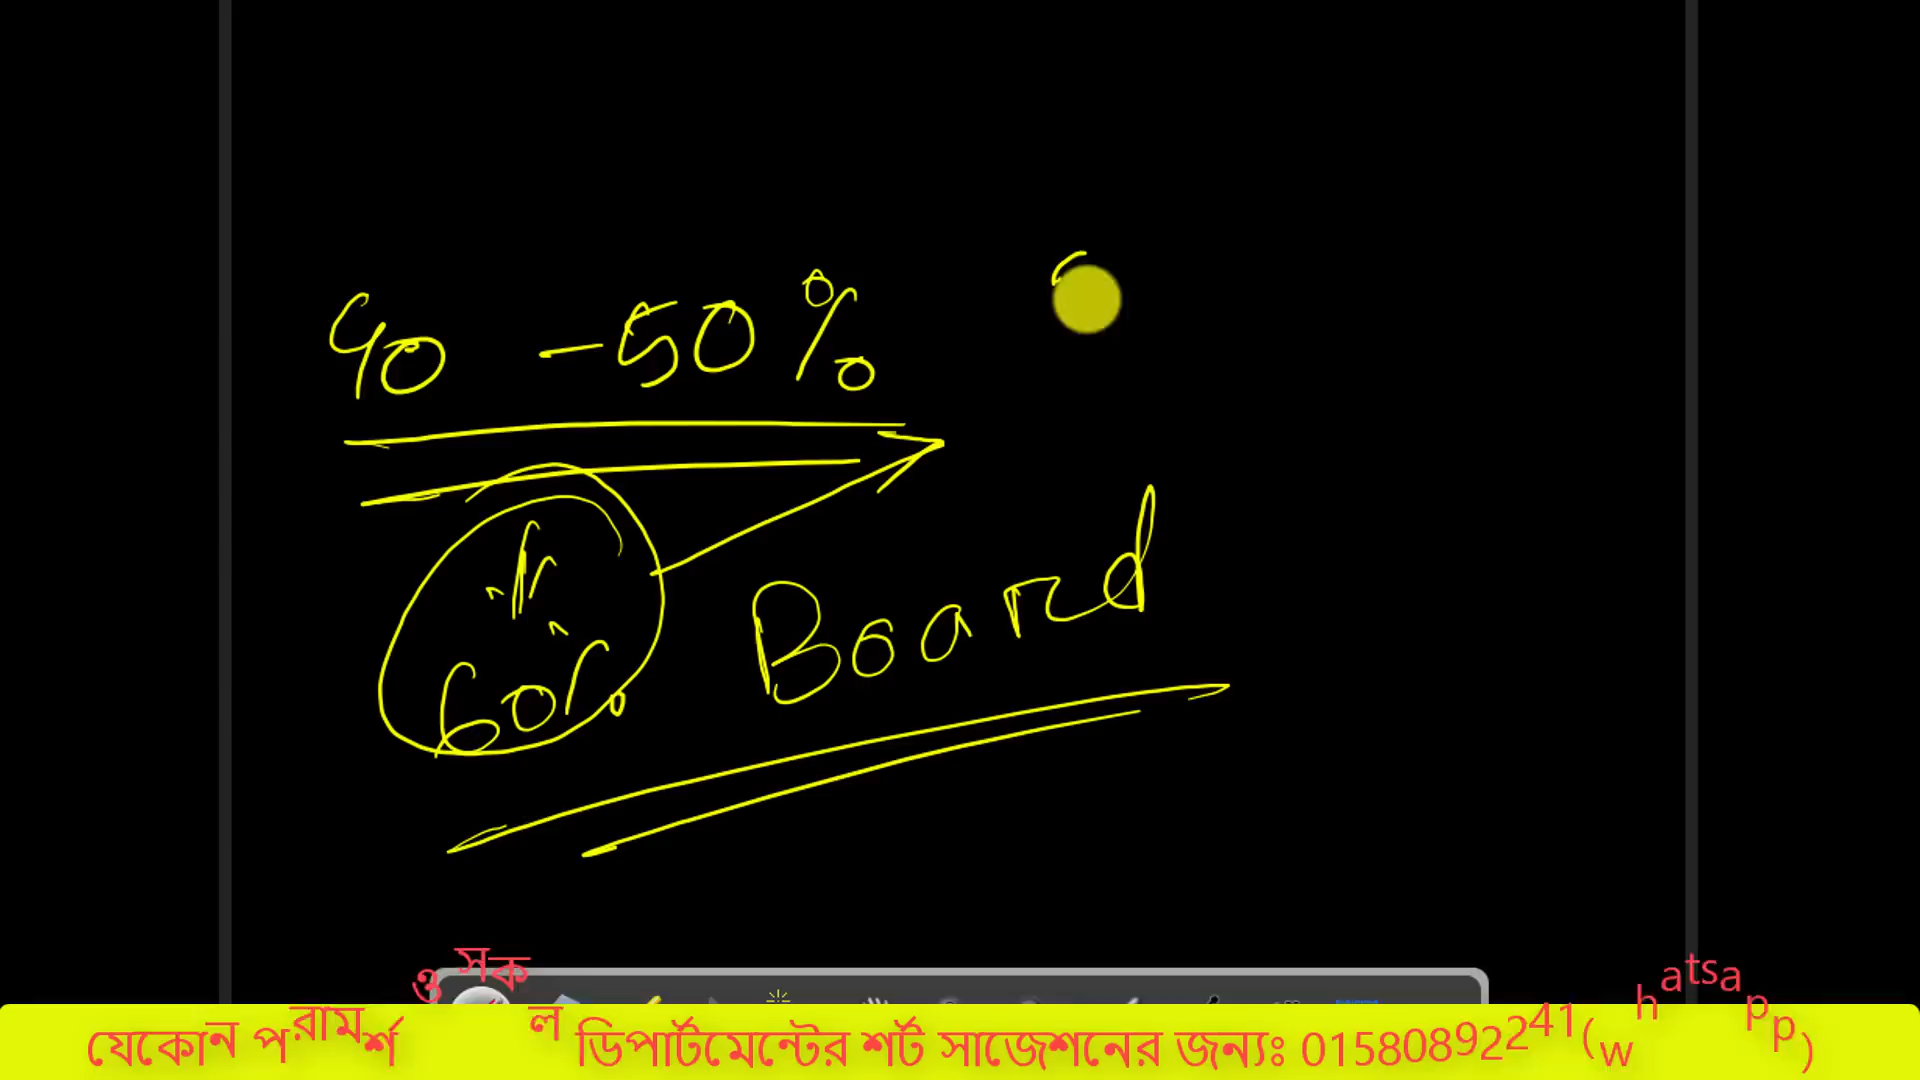 40 - 50%
60%
Board
যেকোন পরামর্শ ও সকল ডিপার্টমেন্টের শর্ট সাজেশনের জন্যঃ 01580892241(whatsapp)